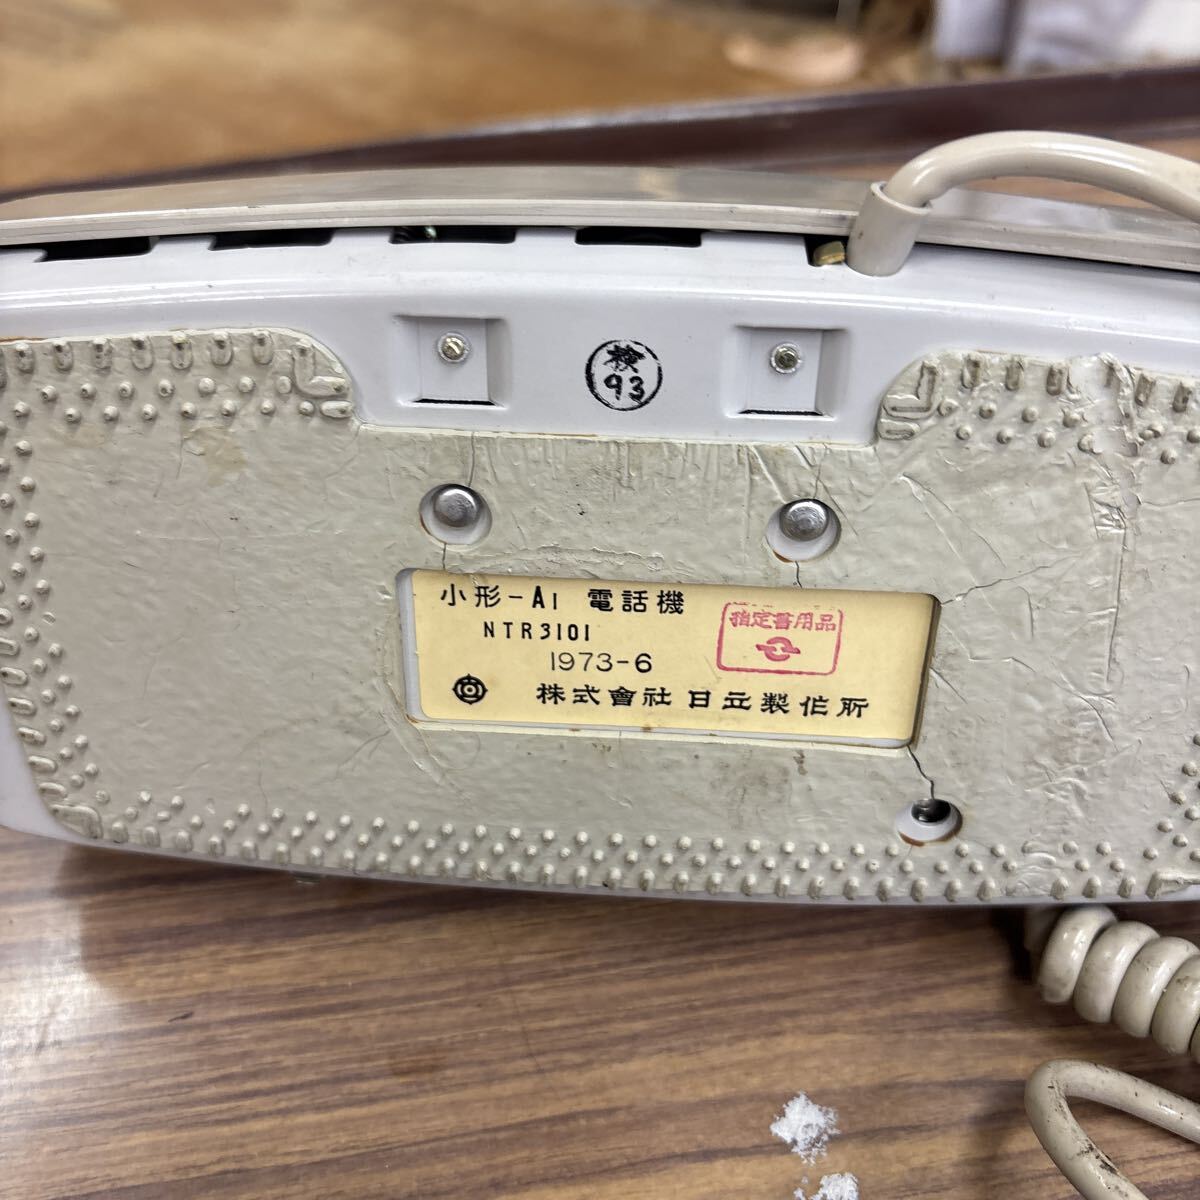 検
93
小形-A1 電話機
NTR3101
指定書用品
1973-6
株式會社 日立製作所